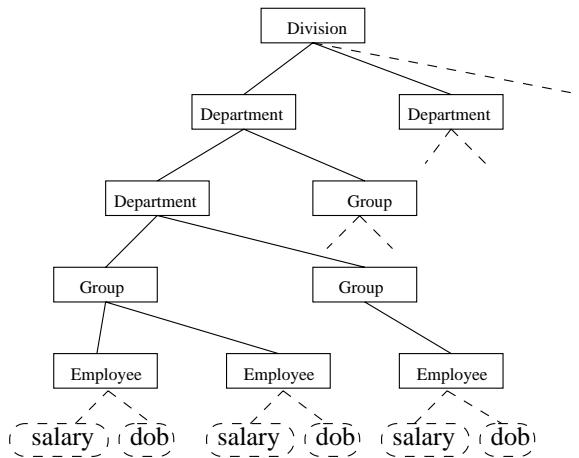 Division
Department Department
Department Group
Group Group
Employee Employee Employee
salary dob salary dob salary dob